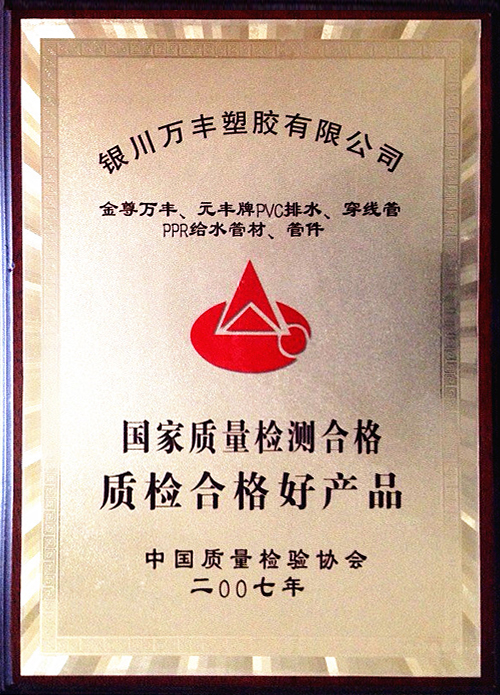 银川万丰塑胶有限公司
金尊万丰、元丰牌PVC排水、穿线管
PPR给水管材、管件
国家质量检测合格
质检合格好产品
中国质量检验协会
二00七年